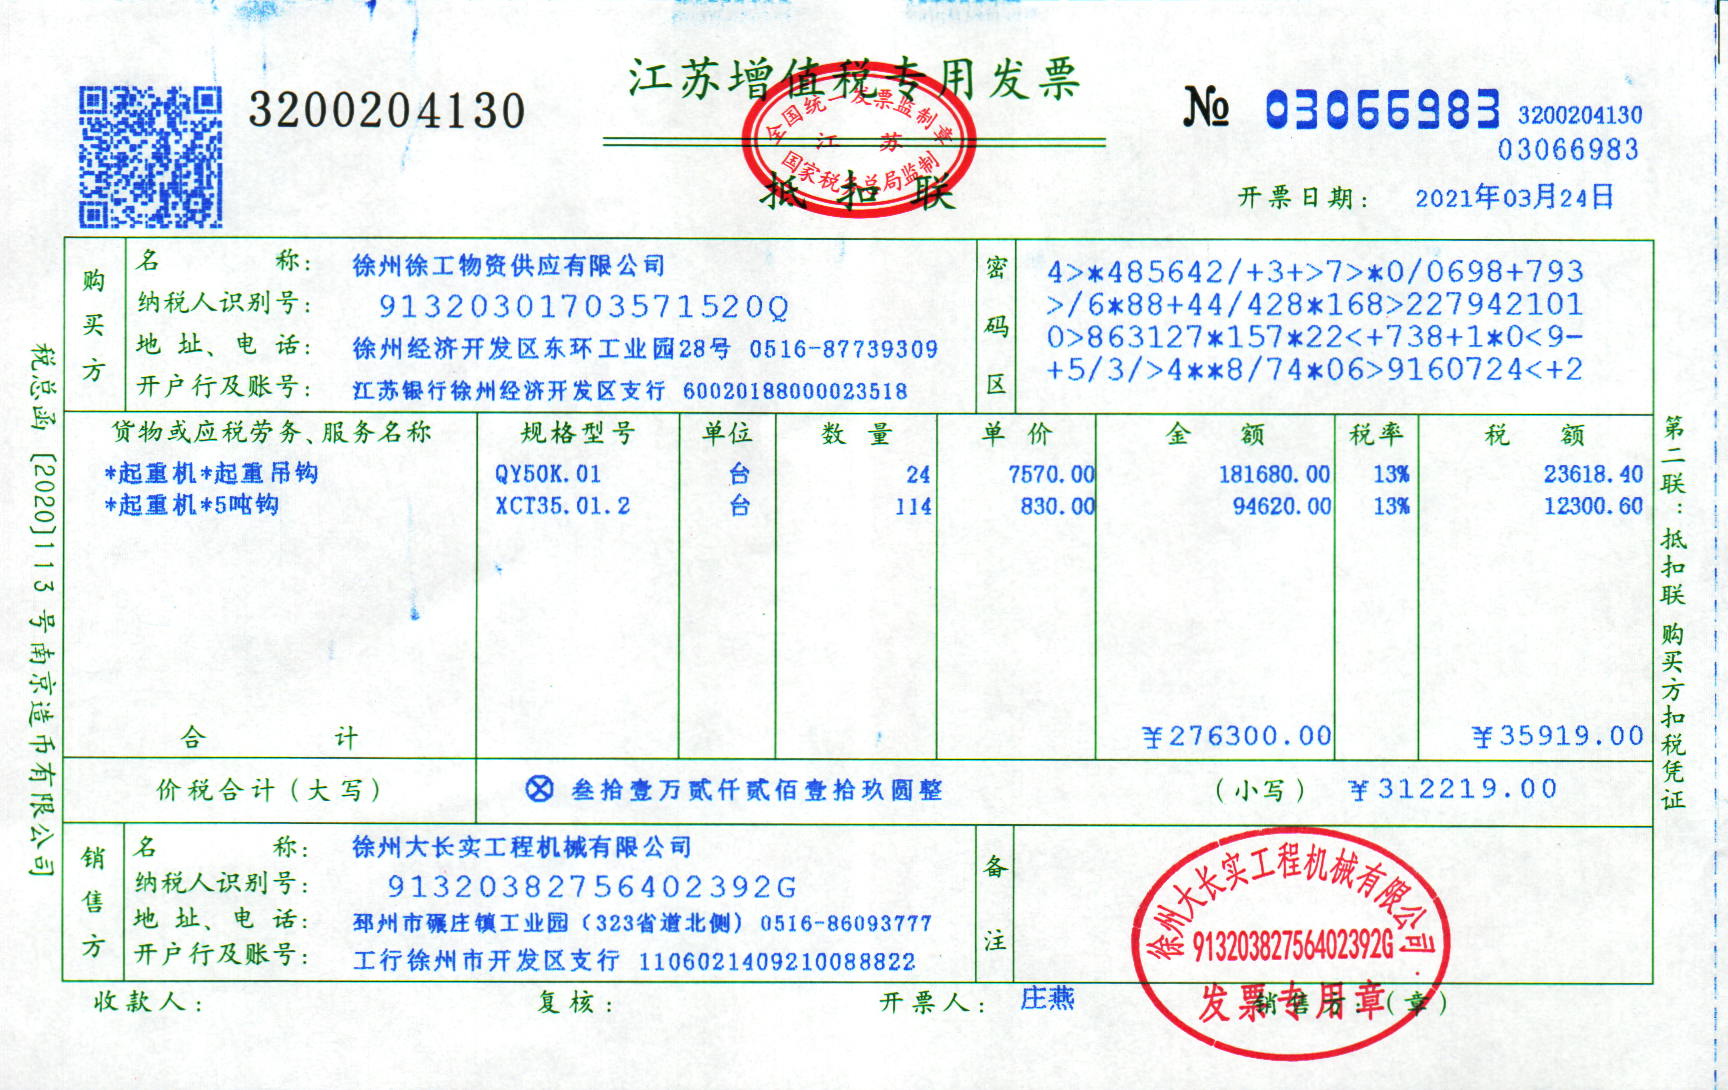 3200204130
江苏增值税专用发票
全国统一发票监制章
江 苏
国家税务总局监制
抵扣联
№ 03066983
3200204130
03066983
开票日期: 2021年03月24日
购买方
名称: 徐州徐工物资供应有限公司
纳税人识别号: 91320301703571520Q
地址、电话: 徐州经济开发区东环工业园28号 0516-87739309
开户行及账号: 江苏银行徐州经济开发区支行 60020188000023518
密码区
4>*485642/+3+>7>*0/0698+793
>/6*88+44/428*168>227942101
0>863127*157*22<+738+1*0<9-
+5/3/>4**8/74*06>9160724<+2
货物或应税劳务、服务名称 规格型号 单位 数量 单价 金额 税率 税额
*起重机*起重吊钩 QY50K.01 台 24 7570.00 181680.00 13% 23618.40
*起重机*5吨钩 XCT35.01.2 台 114 830.00 94620.00 13% 12300.60
合计 ¥276300.00 ¥35919.00
价税合计(大写) ⊗ 叁拾壹万贰仟贰佰壹拾玖圆整 (小写) ¥312219.00
销售方
名称: 徐州大长实工程机械有限公司
纳税人识别号: 91320382756402392G
地址、电话: 邳州市碾庄镇工业园(323省道北侧) 0516-86093777
开户行及账号: 工行徐州市开发区支行 1106021409210088822
备注
徐州大长实工程机械有限公司
91320382756402392G
发票专用章
收款人: 复核: 开票人: 庄燕 销售方:(章)
税总函[2020]113号南京造币有限公司
第二联:抵扣联 购买方扣税凭证